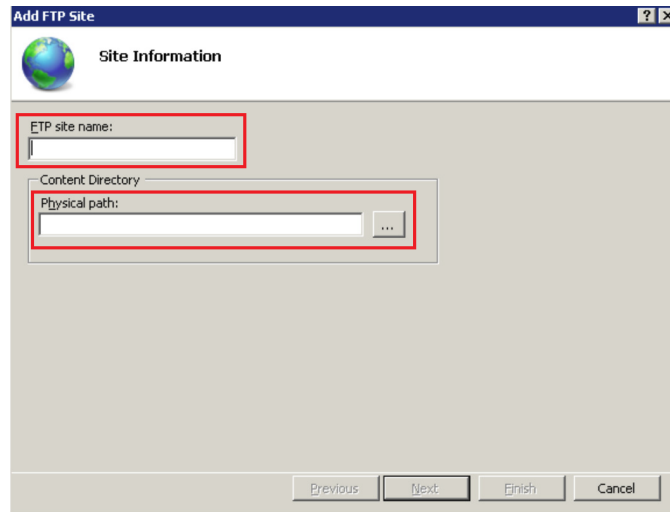 Add FTP Site
Site Information
FTP site name:
Content Directory
Physical path:
...
Previous Next Finish Cancel